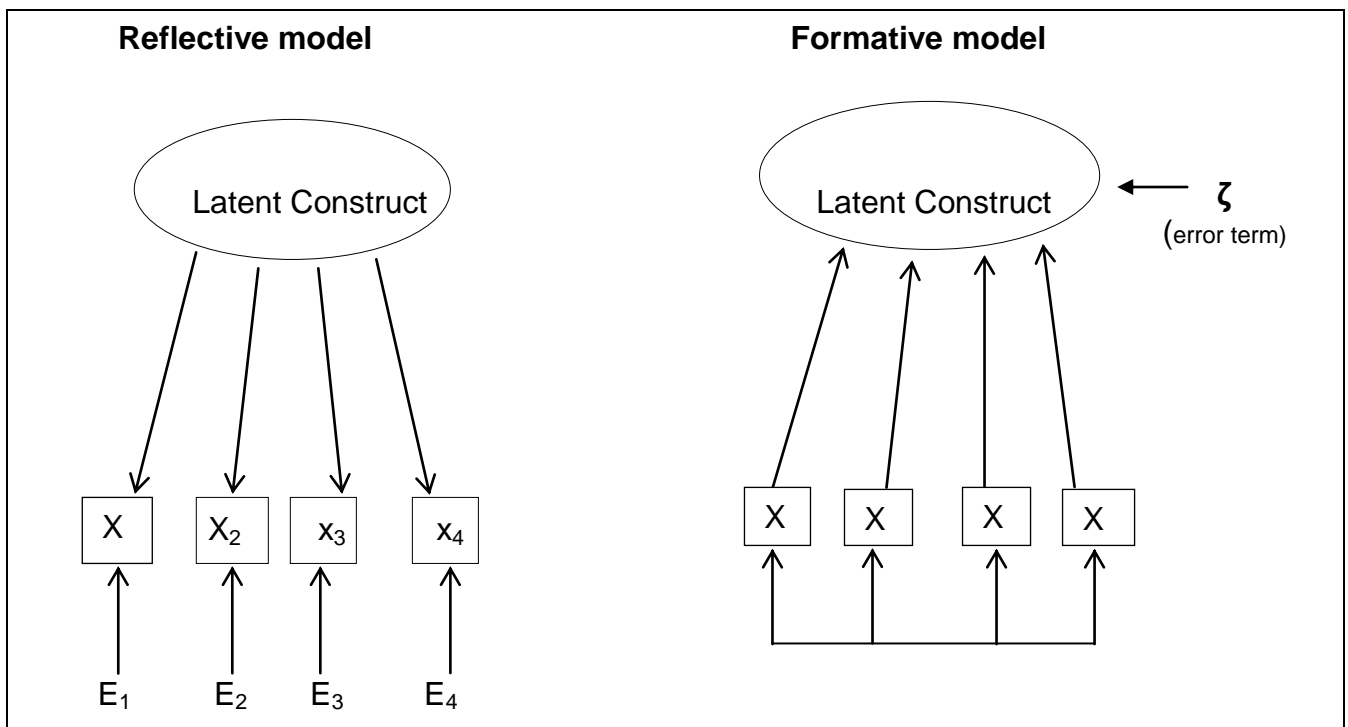 Reflective model
Formative model
Latent Construct
Latent Construct
ζ
(error term)
X X₂ x₃ x₄
X X X X
E₁ E₂ E₃ E₄